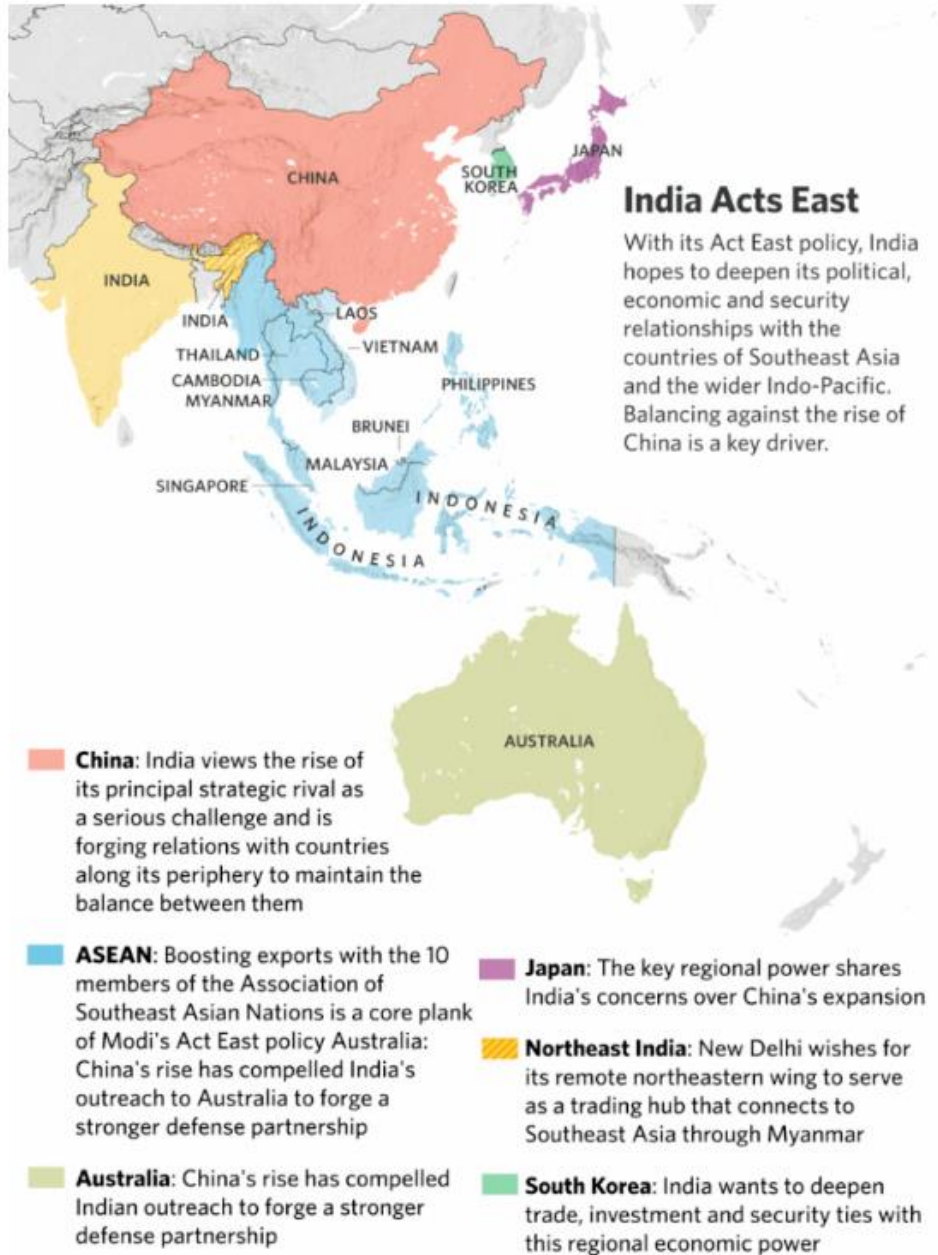 CHINA
SOUTH
KOREA
JAPAN
India Acts East
With its Act East policy, India
hopes to deepen its political,
economic and security
relationships with the
countries of Southeast Asia
and the wider Indo-Pacific.
Balancing against the rise of
China is a key driver.
INDIA
INDIA
LAOS
THAILAND
VIETNAM
CAMBODIA
MYANMAR
PHILIPPINES
BRUNEI
MALAYSIA
SINGAPORE
INDONESIA
INDONESIA
AUSTRALIA
China: India views the rise of
its principal strategic rival as
a serious challenge and is
forging relations with countries
along its periphery to maintain the
balance between them
ASEAN: Boosting exports with the 10
members of the Association of
Southeast Asian Nations is a core plank
of Modi's Act East policy Australia:
China's rise has compelled India's
outreach to Australia to forge a
stronger defense partnership
Australia: China's rise has compelled
Indian outreach to forge a stronger
defense partnership
Japan: The key regional power shares
India's concerns over China's expansion
Northeast India: New Delhi wishes for
its remote northeastern wing to serve
as a trading hub that connects to
Southeast Asia through Myanmar
South Korea: India wants to deepen
trade, investment and security ties with
this regional economic power